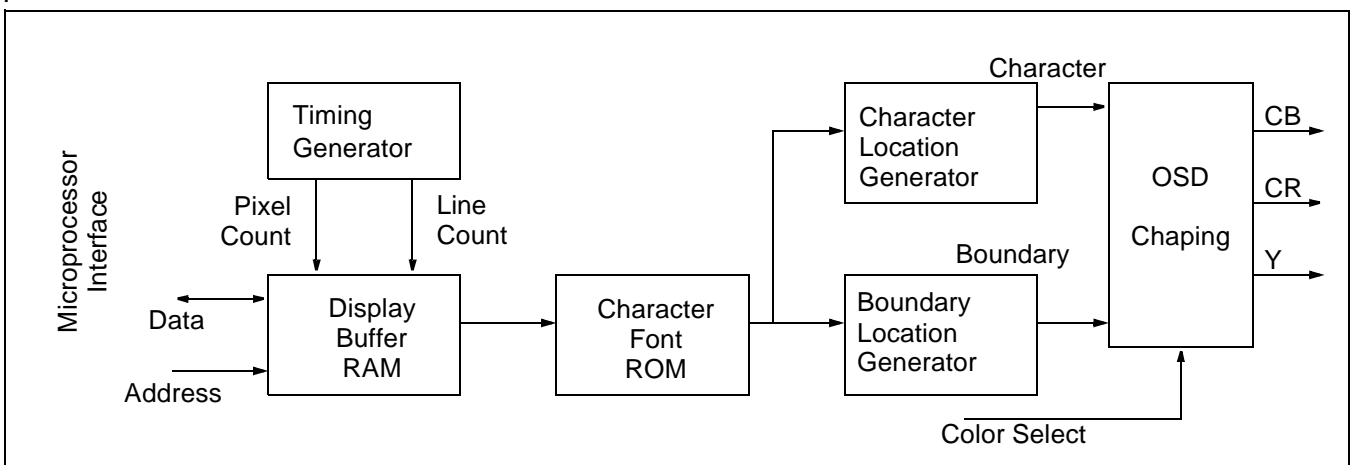 Microprocessor
Interface
Timing
Generator
Pixel
Count
Line
Count
Data
Address
Display
Buffer
RAM
Character
Font
ROM
Character
Character
Location
Generator
Boundary
Boundary
Location
Generator
OSD
Chaping
CB
CR
Y
Color Select